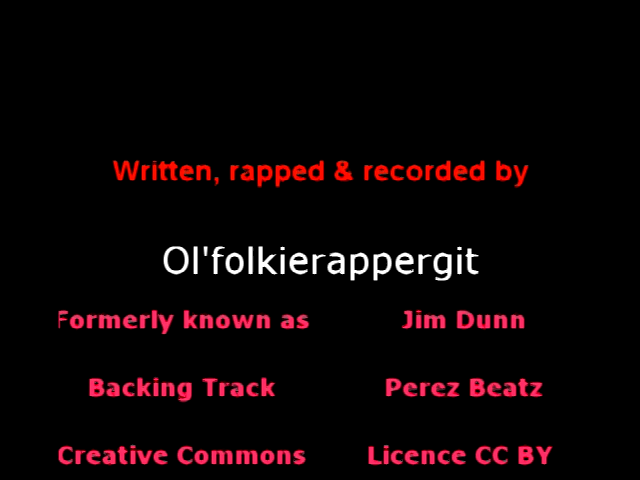 Written, rapped & recorded by
Ol'folkierappergit
Formerly known as Jim Dunn
Backing Track Perez Beatz
Creative Commons Licence CC BY